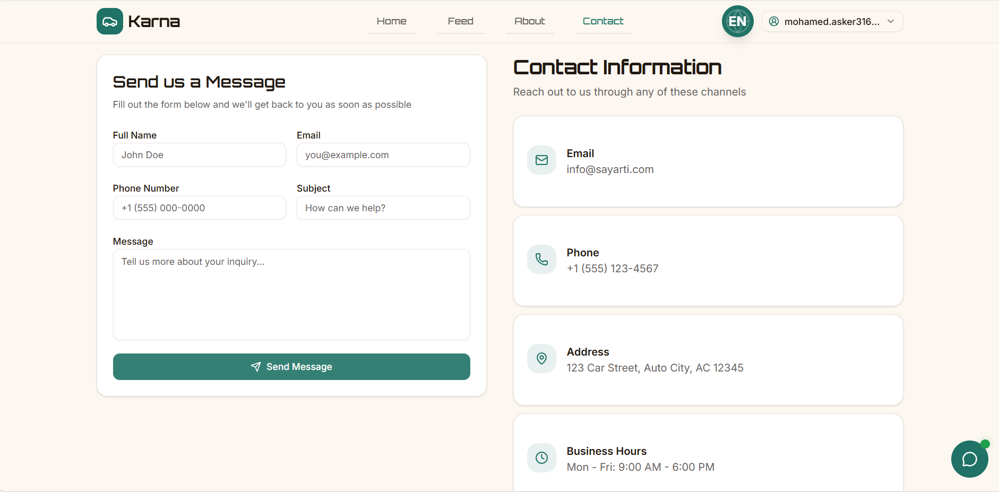 Karna
Home
Feed
About
Contact
EN
mohamed.asker316...
Send us a Message
Fill out the form below and we'll get back to you as soon as possible
Full Name
Email
John Doe
you@example.com
Phone Number
Subject
+1 (555) 000-0000
How can we help?
Message
Tell us more about your inquiry...
Send Message
Contact Information
Reach out to us through any of these channels
Email
info@sayarti.com
Phone
+1 (555) 123-4567
Address
123 Car Street, Auto City, AC 12345
Business Hours
Mon - Fri: 9:00 AM - 6:00 PM